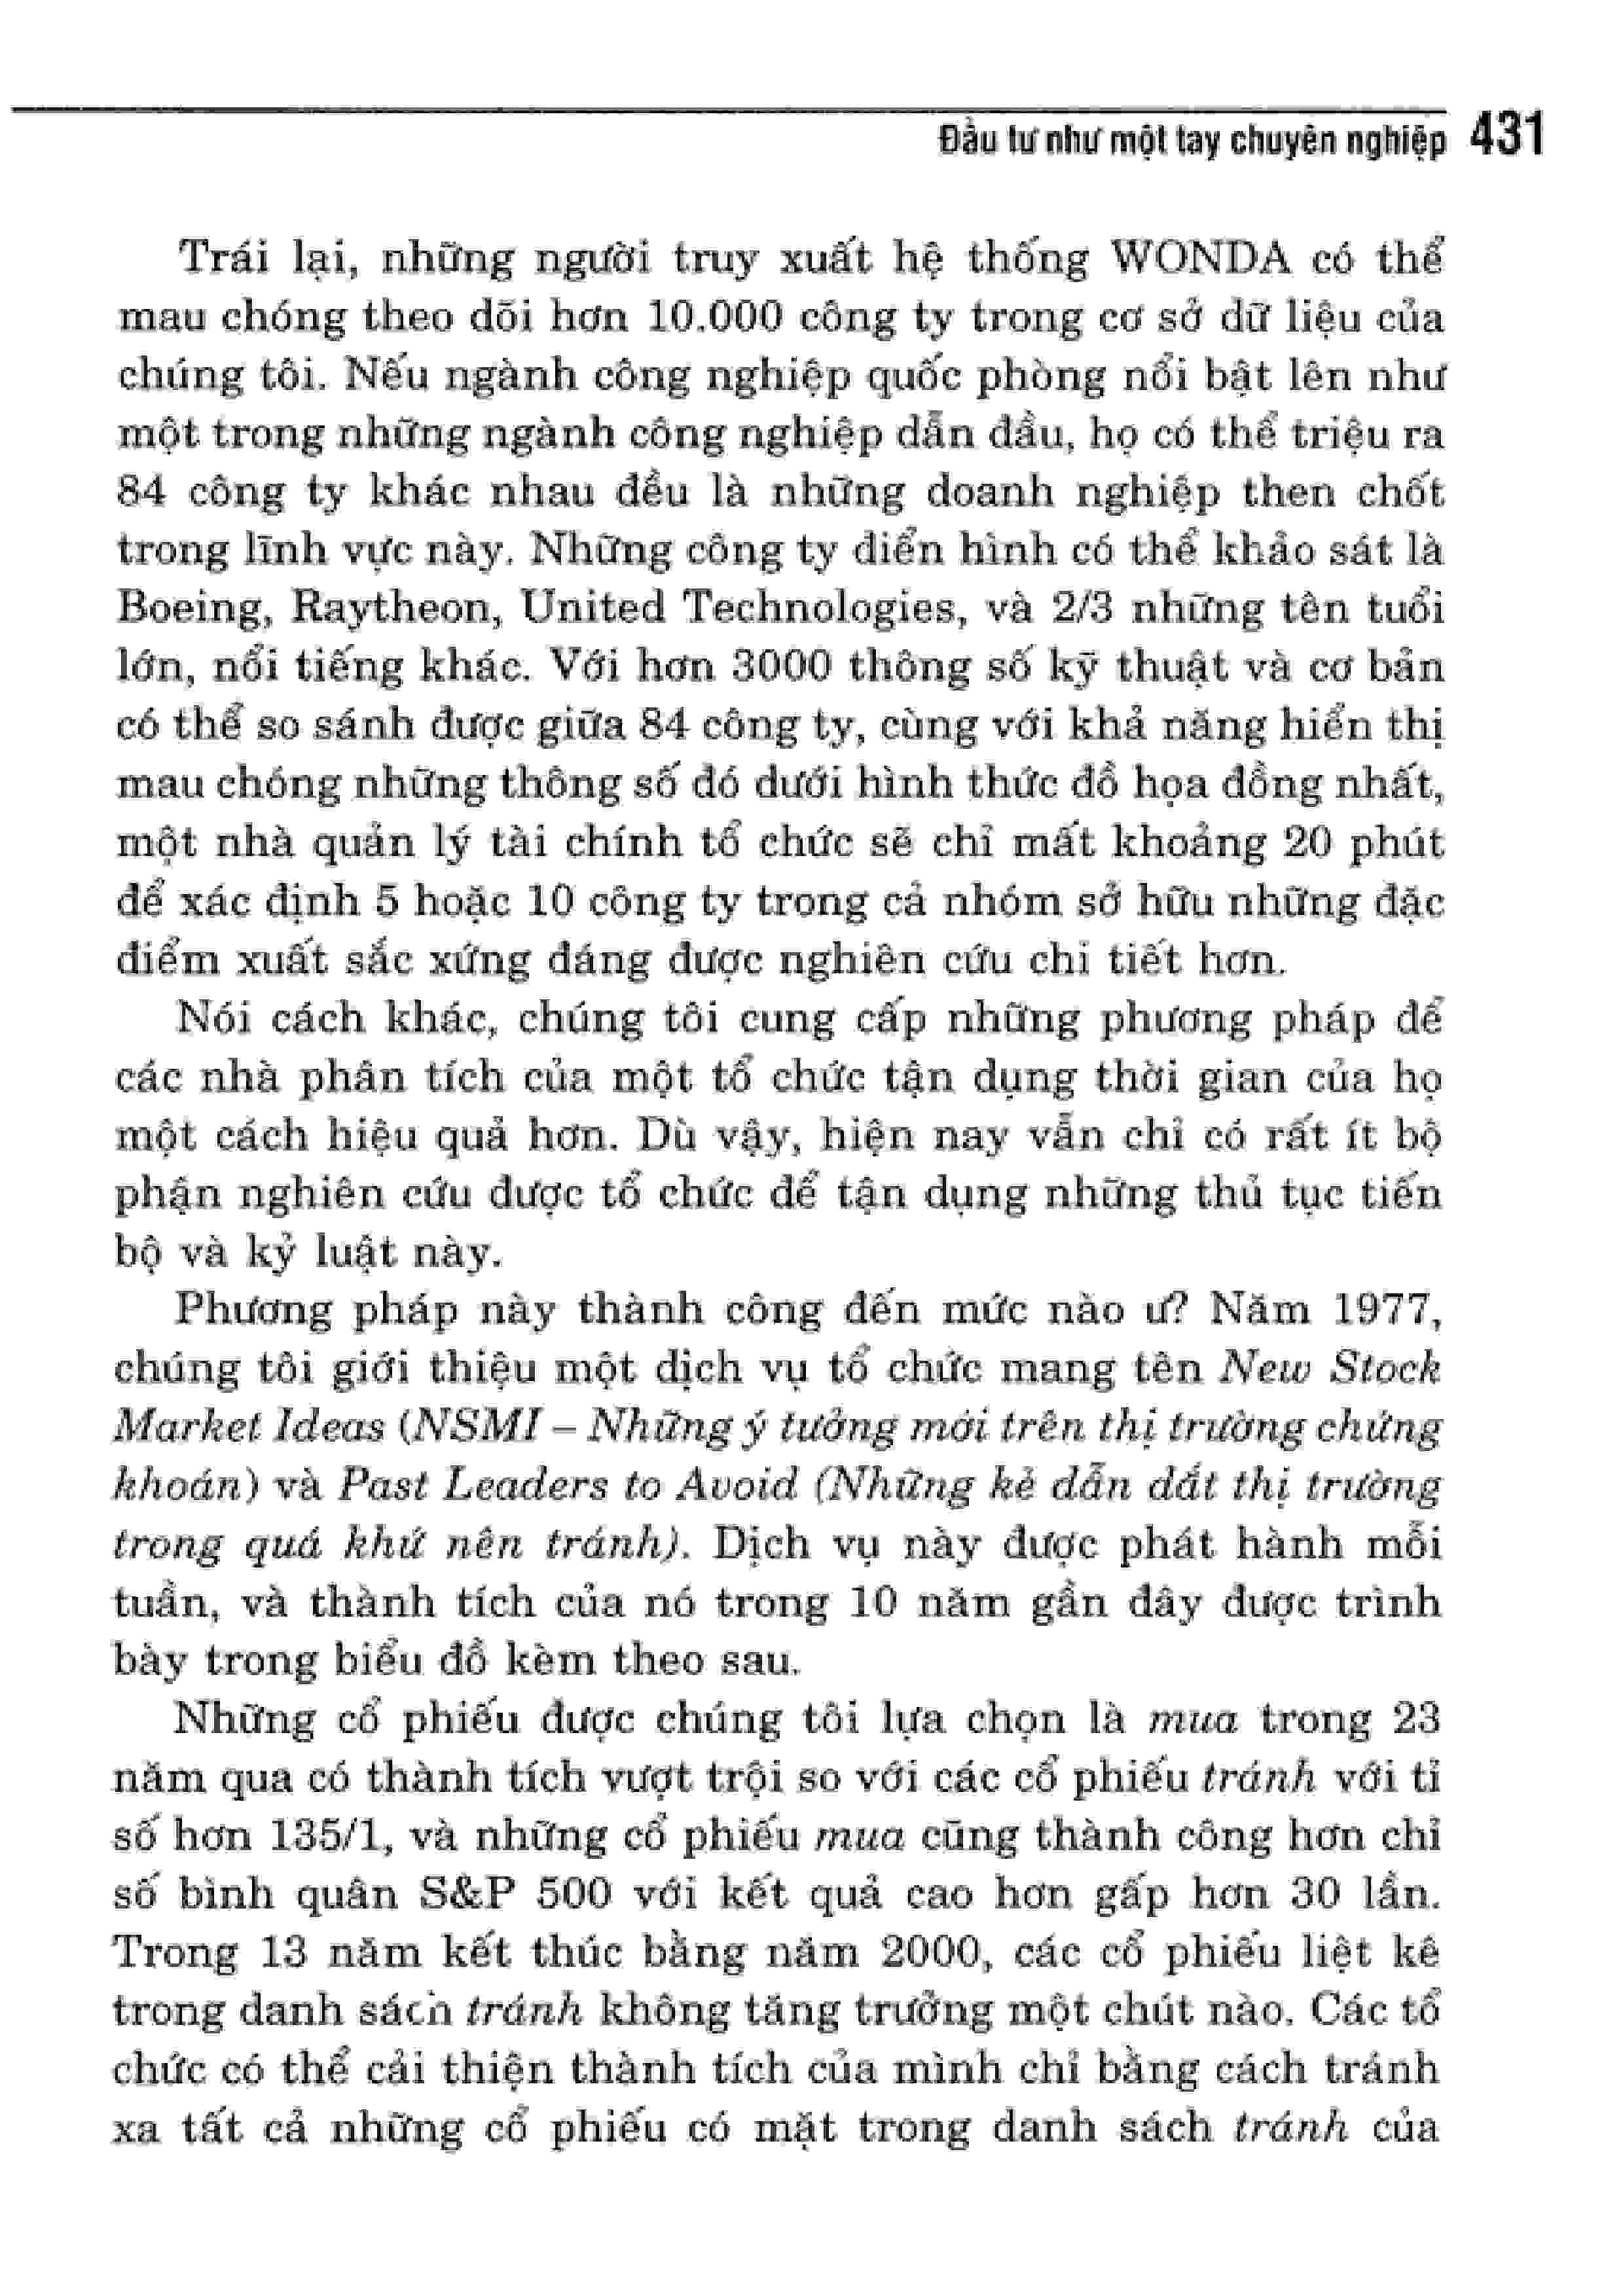 Đầu tư như một tay chuyên nghiệp 431
Trái lại, những người truy xuất hệ thống WONDA có thể
mau chóng theo dõi hơn 10.000 công ty trong cơ sở dữ liệu của
chúng tôi. Nếu ngành công nghiệp quốc phòng nổi bật lên như
một trong những ngành công nghiệp dẫn đầu, họ có thể triệu ra
84 công ty khác nhau đều là những doanh nghiệp then chốt
trong lĩnh vực này. Những công ty điển hình có thể khảo sát là
Boeing, Raytheon, United Technologies, và 2/3 những tên tuổi
lớn, nổi tiếng khác. Với hơn 3000 thông số kỹ thuật và cơ bản
có thể so sánh được giữa 84 công ty, cùng với khả năng hiển thị
mau chóng những thông số đó dưới hình thức đồ họa đồng nhất,
một nhà quản lý tài chính tổ chức sẽ chỉ mất khoảng 20 phút
để xác định 5 hoặc 10 công ty trong cả nhóm sở hữu những đặc
điểm xuất sắc xứng đáng được nghiên cứu chi tiết hơn.
Nói cách khác, chúng tôi cung cấp những phương pháp để
các nhà phân tích của một tổ chức tận dụng thời gian của họ
một cách hiệu quả hơn. Dù vậy, hiện nay vẫn chỉ có rất ít bộ
phận nghiên cứu được tổ chức để tận dụng những thủ tục tiến
bộ và kỷ luật này.
Phương pháp này thành công đến mức nào ư? Năm 1977,
chúng tôi giới thiệu một dịch vụ tổ chức mang tên New Stock
Market Ideas (NSMI – Những ý tưởng mới trên thị trường chứng
khoán) và Past Leaders to Avoid (Những kẻ dẫn dắt thị trường
trong quá khứ nên tránh). Dịch vụ này được phát hành mỗi
tuần, và thành tích của nó trong 10 năm gần đây được trình
bày trong biểu đồ kèm theo sau.
Những cổ phiếu được chúng tôi lựa chọn là mua trong 23
năm qua có thành tích vượt trội so với các cổ phiếu tránh với tỉ
số hơn 135/1, và những cổ phiếu mua cũng thành công hơn chỉ
số bình quân S&P 500 với kết quả cao hơn gấp hơn 30 lần.
Trong 13 năm kết thúc bằng năm 2000, các cổ phiếu liệt kê
trong danh sách tránh không tăng trưởng một chút nào. Các tổ
chức có thể cải thiện thành tích của mình chỉ bằng cách tránh
xa tất cả những cổ phiếu có mặt trong danh sách tránh của